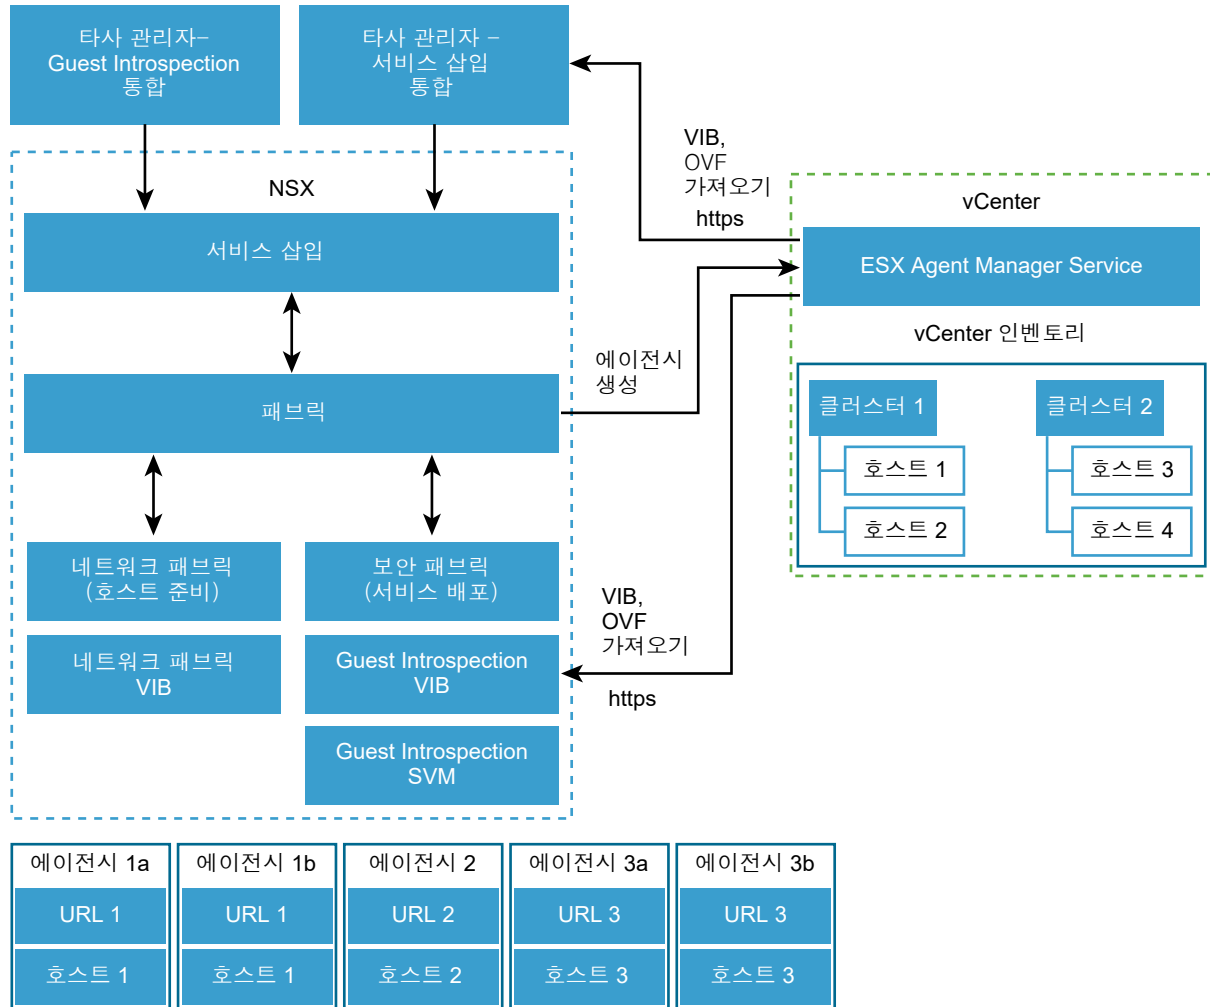 타사 관리자–
Guest Introspection
통합
타사 관리자 –
서비스 삽입
통합
VIB,
OVF
가져오기
https
NSX
vCenter
서비스 삽입
ESX Agent Manager Service
vCenter 인벤토리
에이전시
생성
패브릭
클러스터 1
호스트 1
호스트 2
클러스터 2
호스트 3
호스트 4
네트워크 패브릭
(호스트 준비)
보안 패브릭
(서비스 배포)
VIB,
OVF
가져오기
https
네트워크 패브릭
VIB
Guest Introspection
VIB
Guest Introspection
SVM
에이전시 1a
URL 1
호스트 1
에이전시 1b
URL 1
호스트 1
에이전시 2
URL 2
호스트 2
에이전시 3a
URL 3
호스트 3
에이전시 3b
URL 3
호스트 3